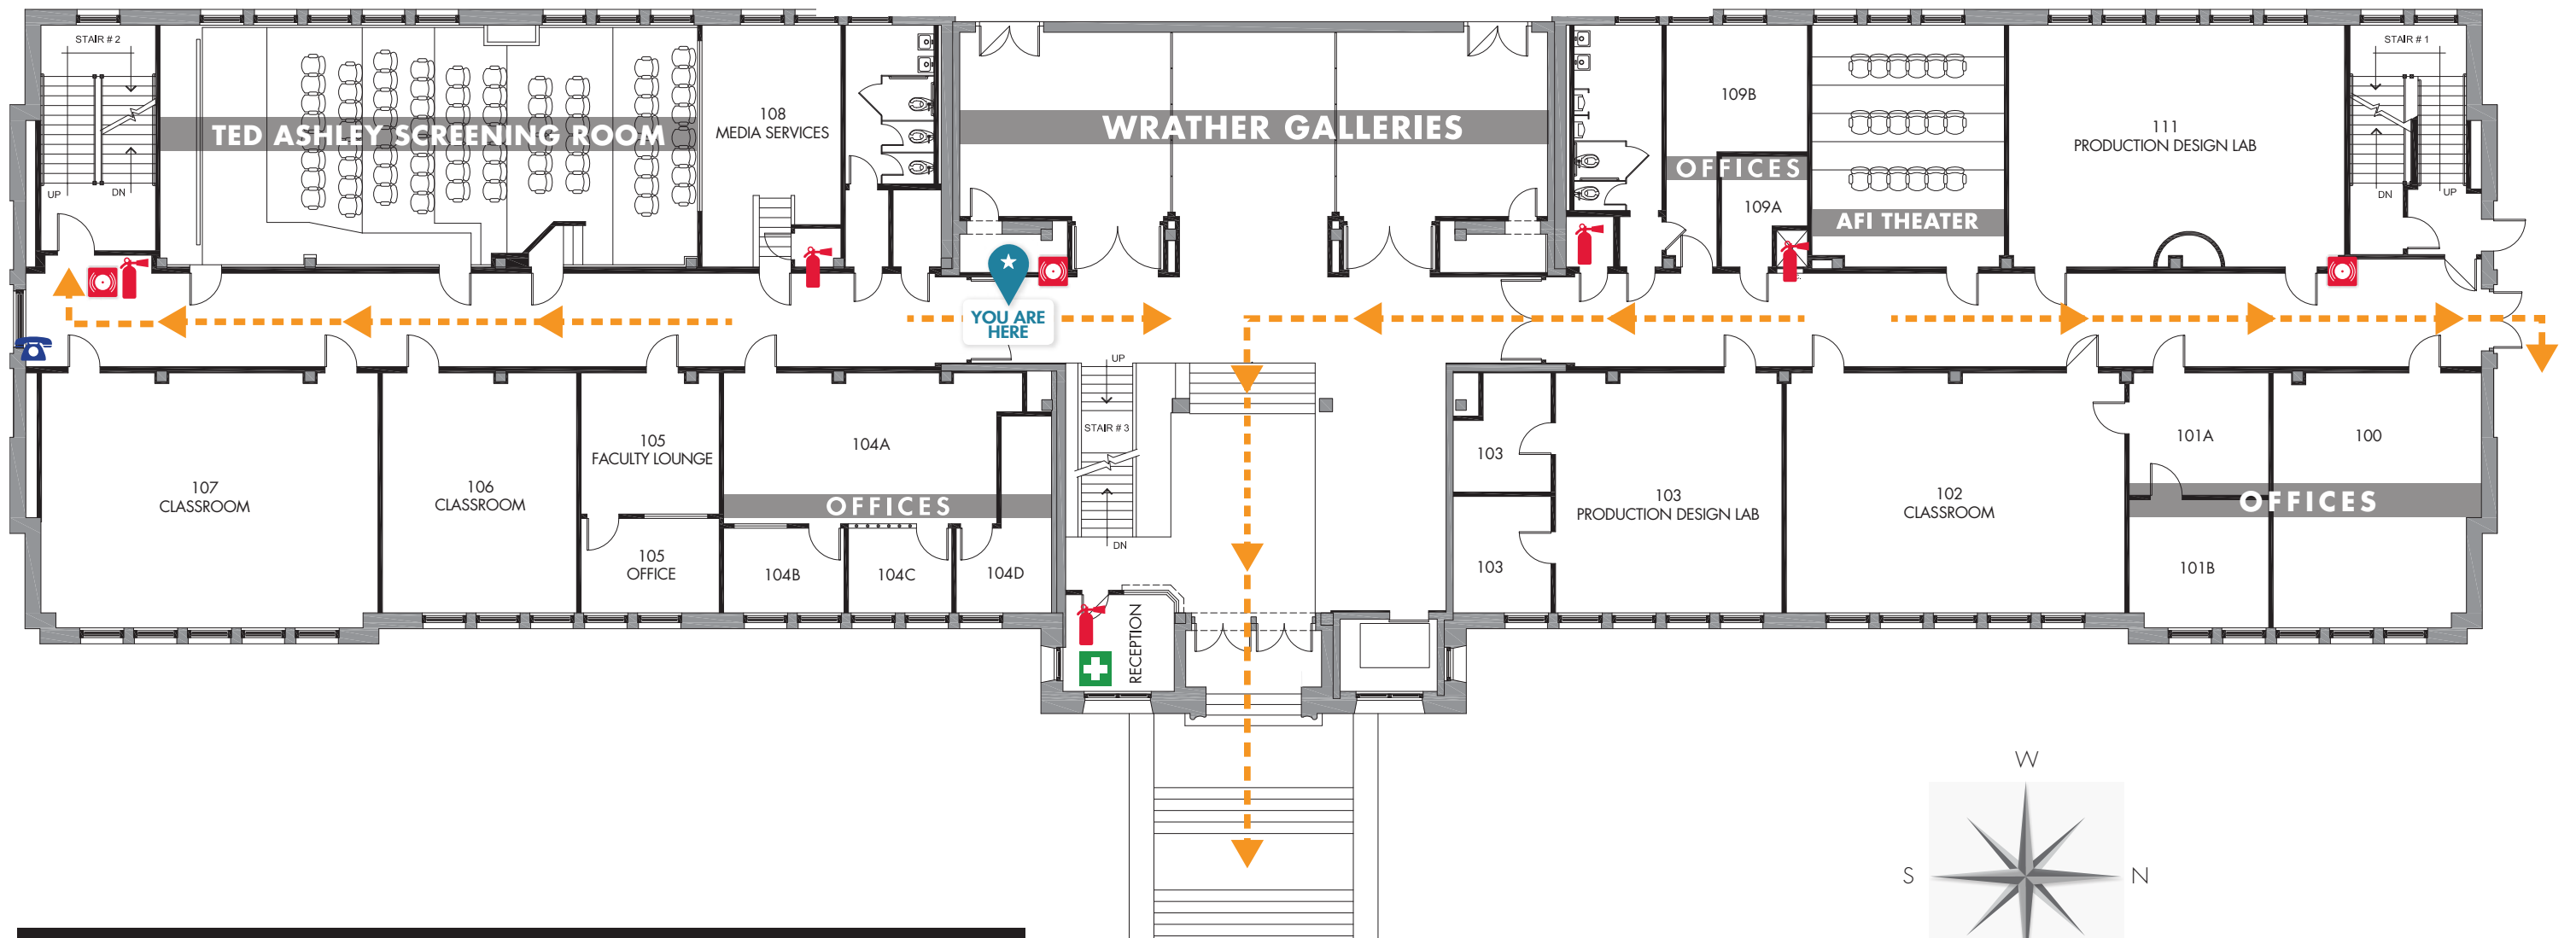 STAIR # 2
UP
DN
TED ASHLEY SCREENING ROOM
108
MEDIA SERVICES
WRATHER GALLERIES
109B
OFFICES
109A
AFI THEATER
111
PRODUCTION DESIGN LAB
STAIR # 1
DN
UP
YOU ARE
HERE
107
CLASSROOM
106
CLASSROOM
105
FACULTY LOUNGE
105
OFFICE
104A
OFFICES
104B
104C
104D
UP
STAIR # 3
DN
RECEPTION
103
103
103
PRODUCTION DESIGN LAB
102
CLASSROOM
101A
100
OFFICES
101B
W
S
N